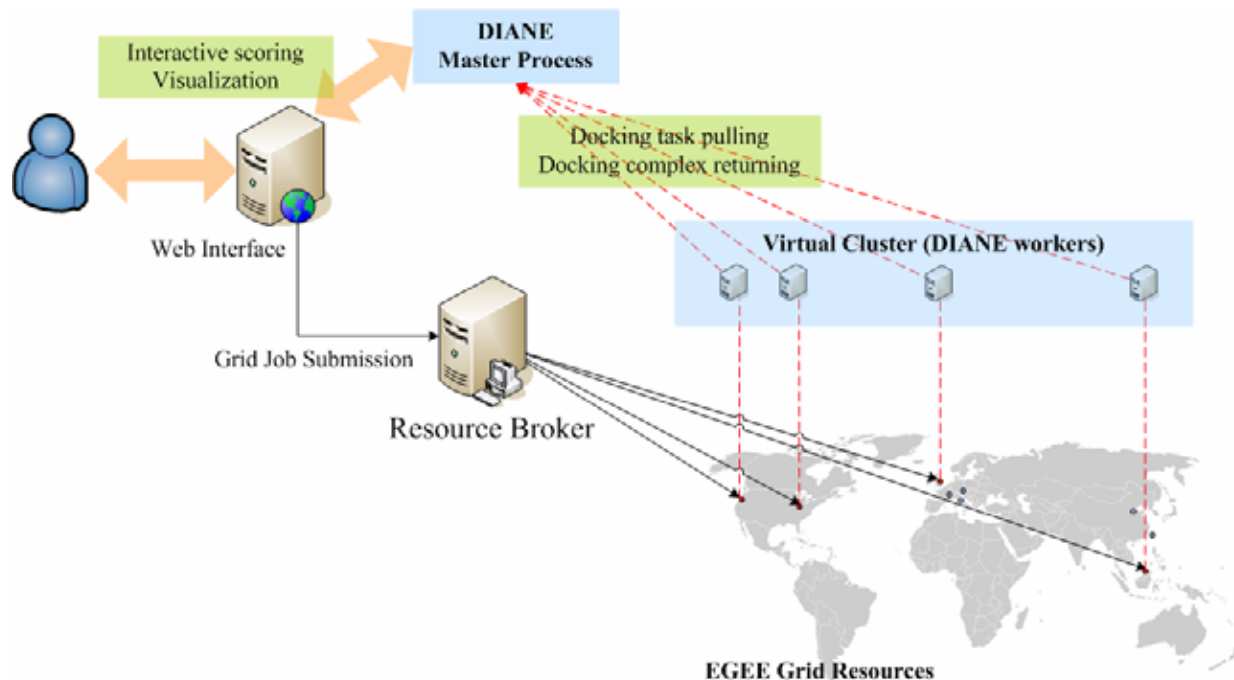 Interactive scoring
Visualization
DIANE
Master Process
Docking task pulling
Docking complex returning
Web Interface
Virtual Cluster (DIANE workers)
Grid Job Submission
Resource Broker
EGEE Grid Resources